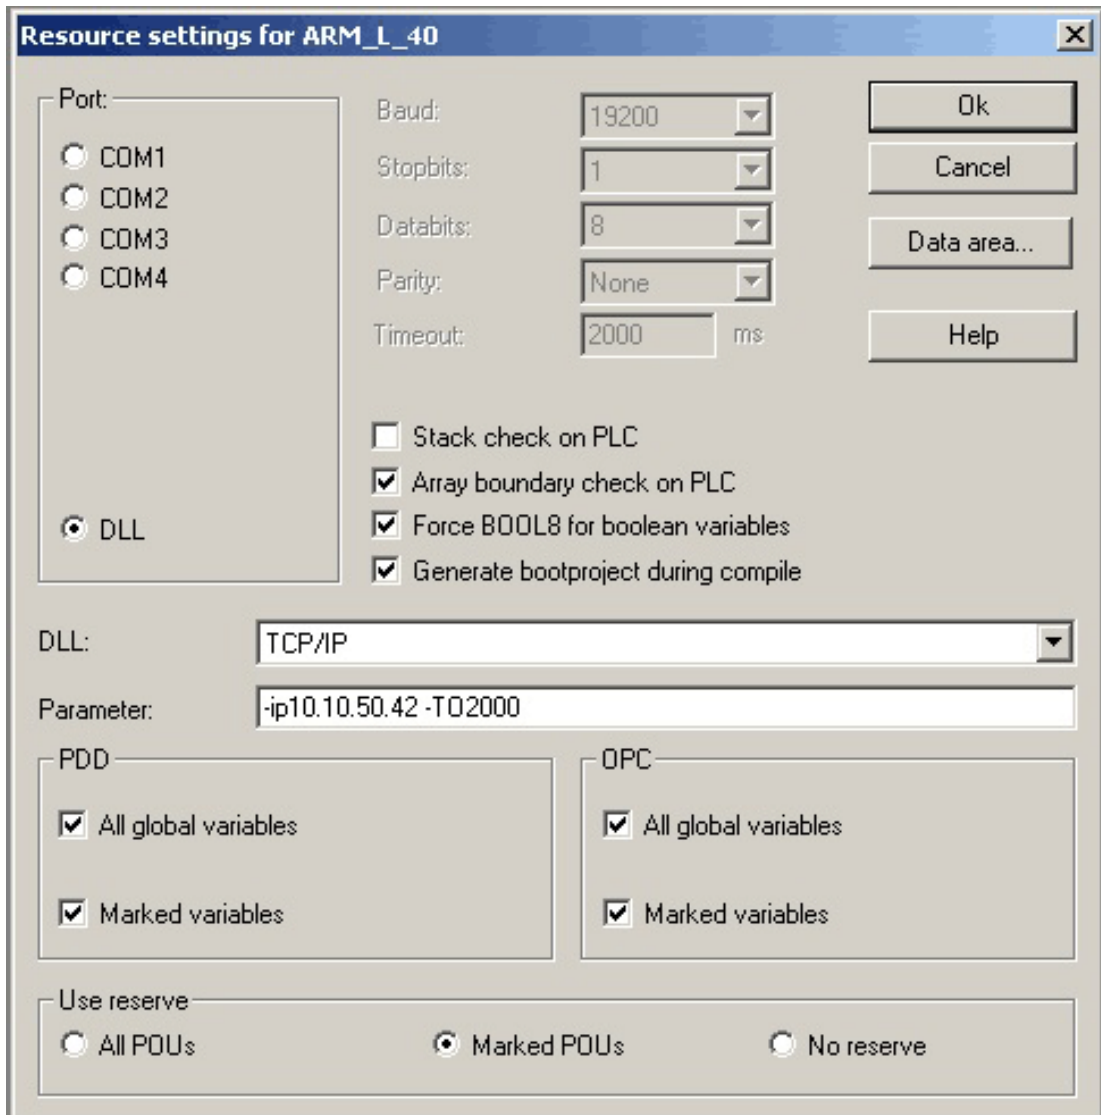 Resource settings for ARM_L_40
Port:
COM1
COM2
COM3
COM4
DLL
Baud: 19200
Stopbits: 1
Databits: 8
Parity: None
Timeout: 2000 ms
Ok
Cancel
Data area...
Help
Stack check on PLC
Array boundary check on PLC
Force BOOL8 for boolean variables
Generate bootproject during compile
DLL: TCP/IP
Parameter: -ip10.10.50.42 -TO2000
PDD
All global variables
Marked variables
OPC
All global variables
Marked variables
Use reserve
All POUs Marked POUs No reserve